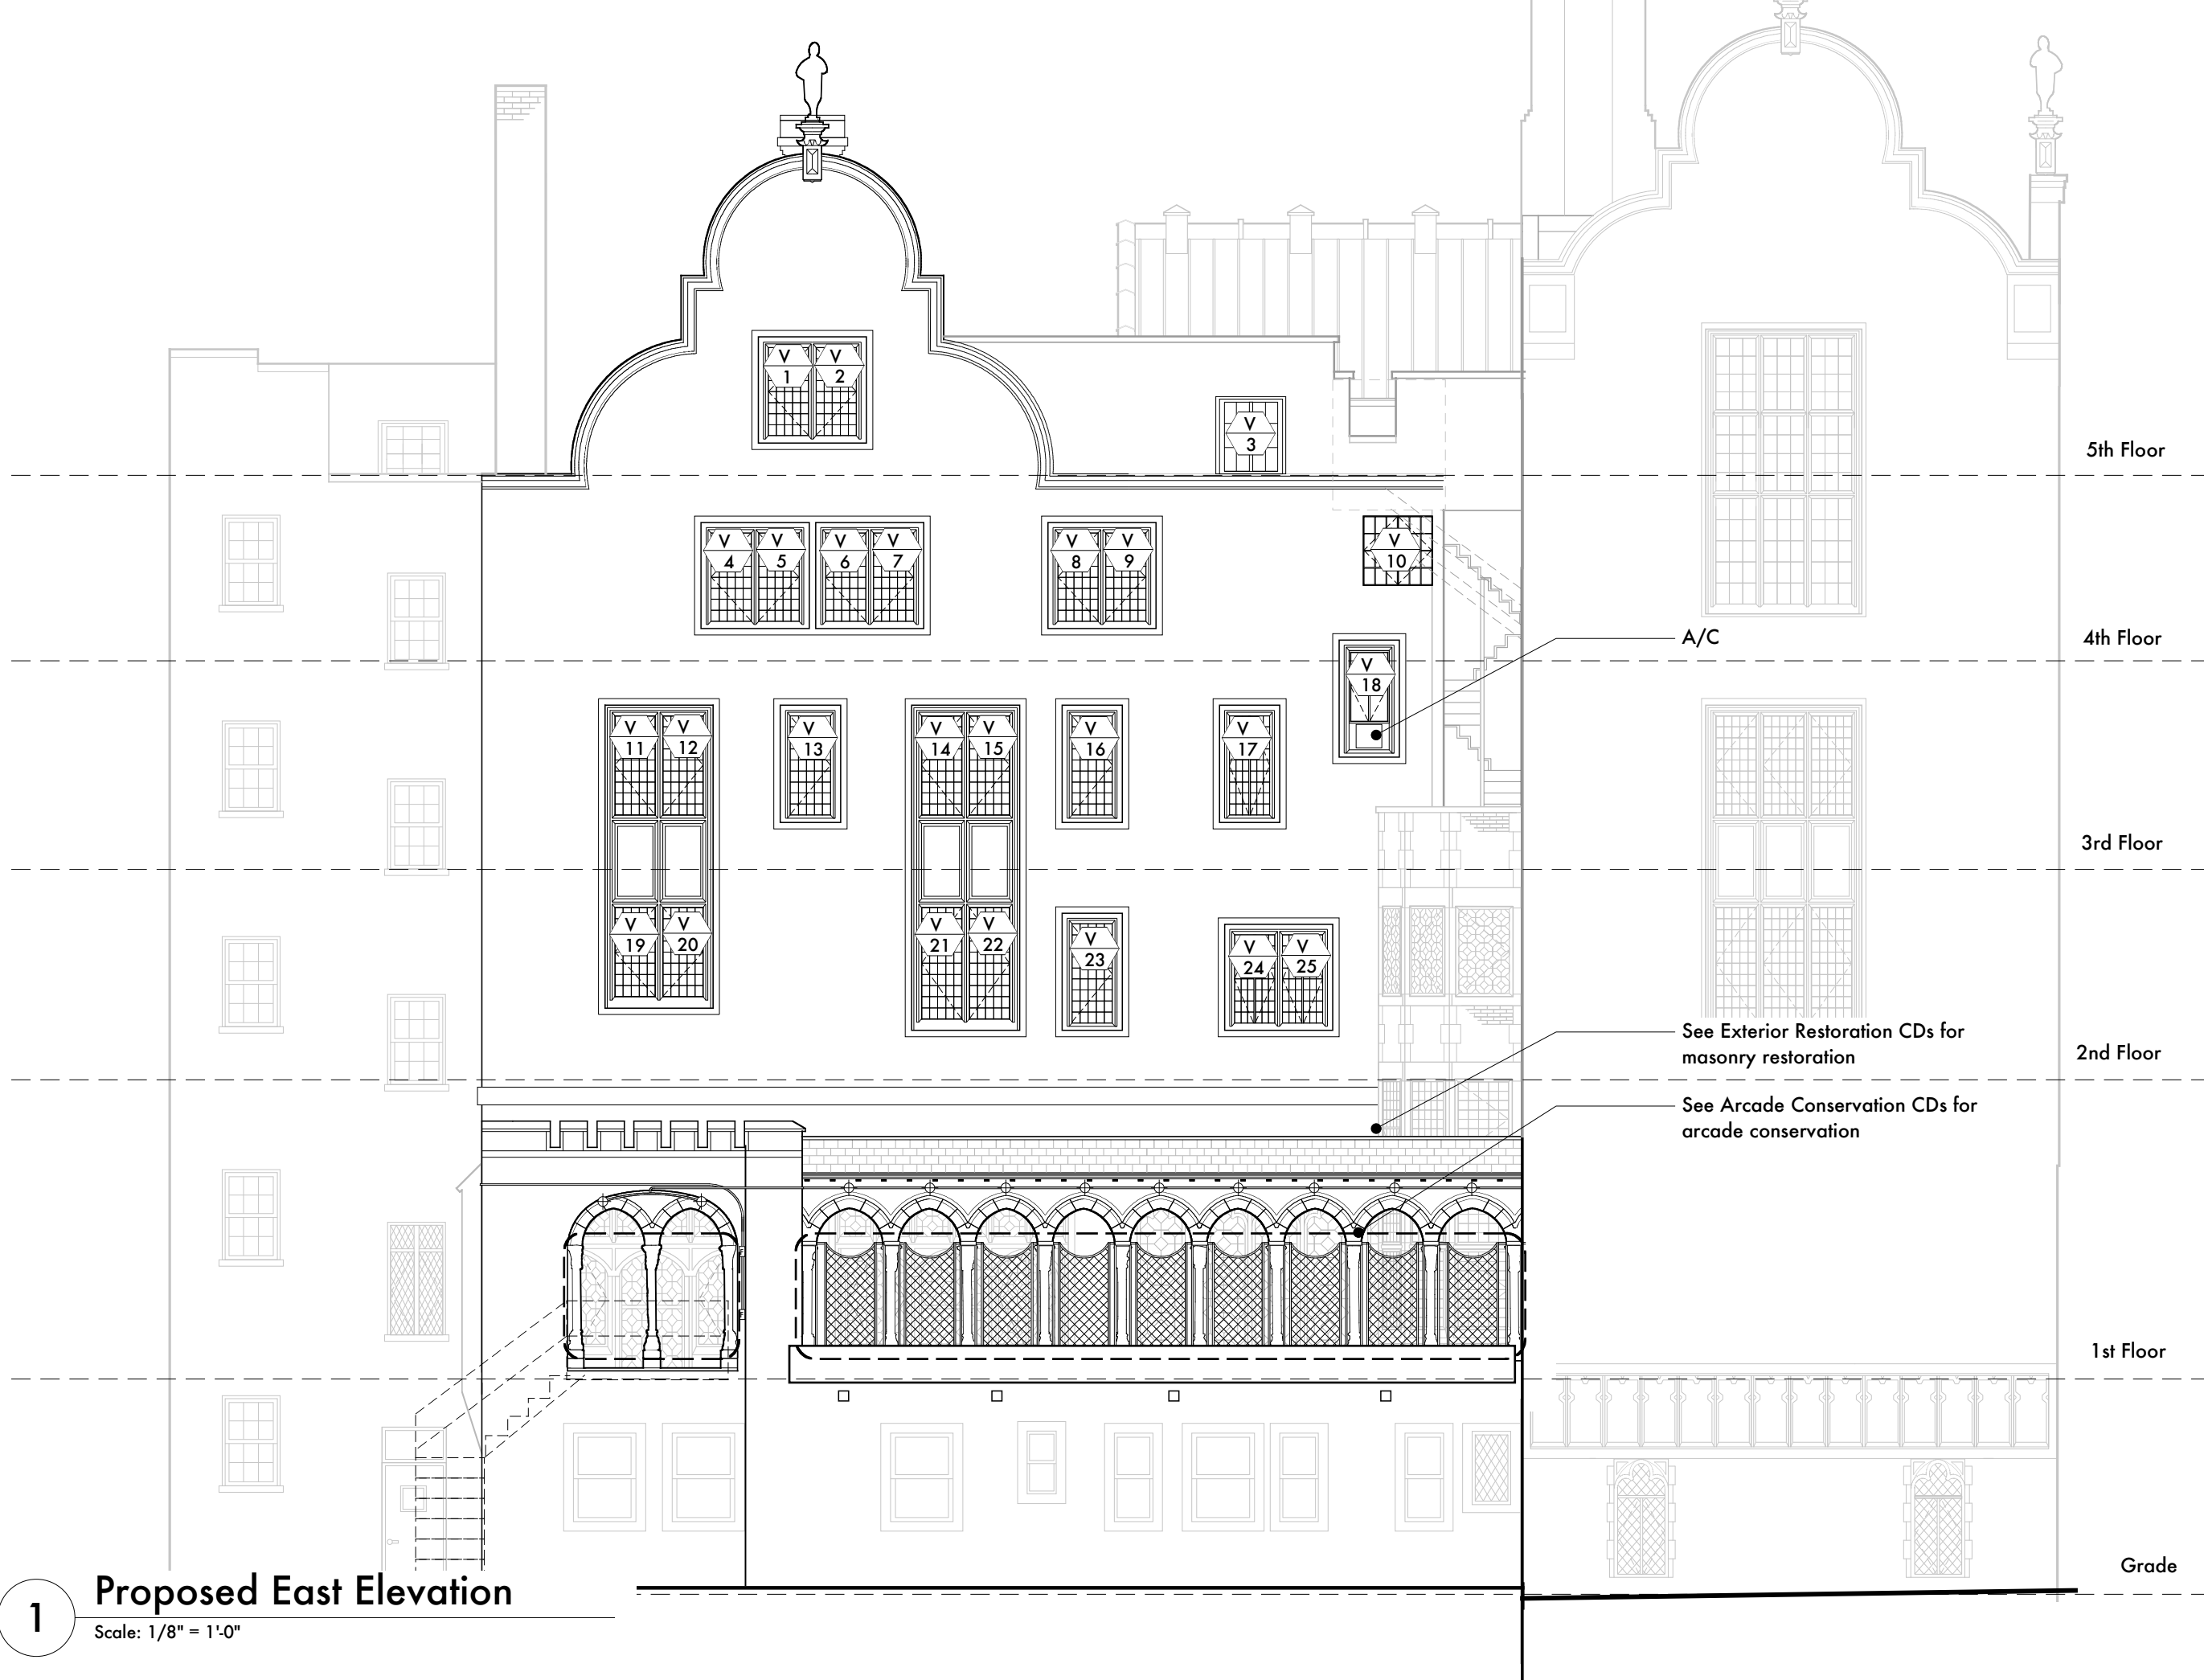 V V
1 2
V
3
5th Floor
V V V V V V V
4 5 6 7 8 9 10
A/C
4th Floor
V
18
V V V V V V V
11 12 13 14 15 16 17
3rd Floor
V V V V V V V
19 20 21 22 23 24 25
See Exterior Restoration CDs for
masonry restoration
2nd Floor
See Arcade Conservation CDs for
arcade conservation
1st Floor
Grade
1
Proposed East Elevation
Scale: 1/8" = 1'-0"